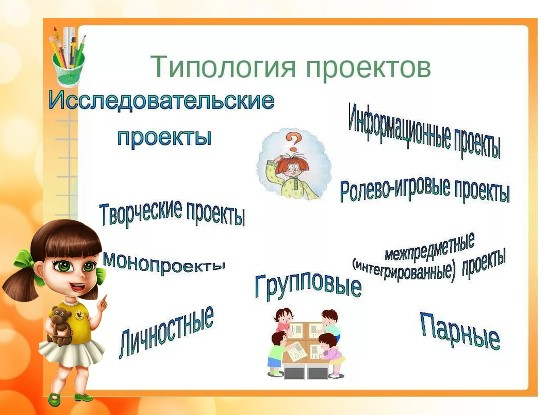 Типология проектов
Исследовательские
проекты
Информационные проекты
?
Ролево-игровые проекты
Творческие проекты
межпредметные
(интегрированные) проекты
монопроекты
Групповые
Личностные
Парные